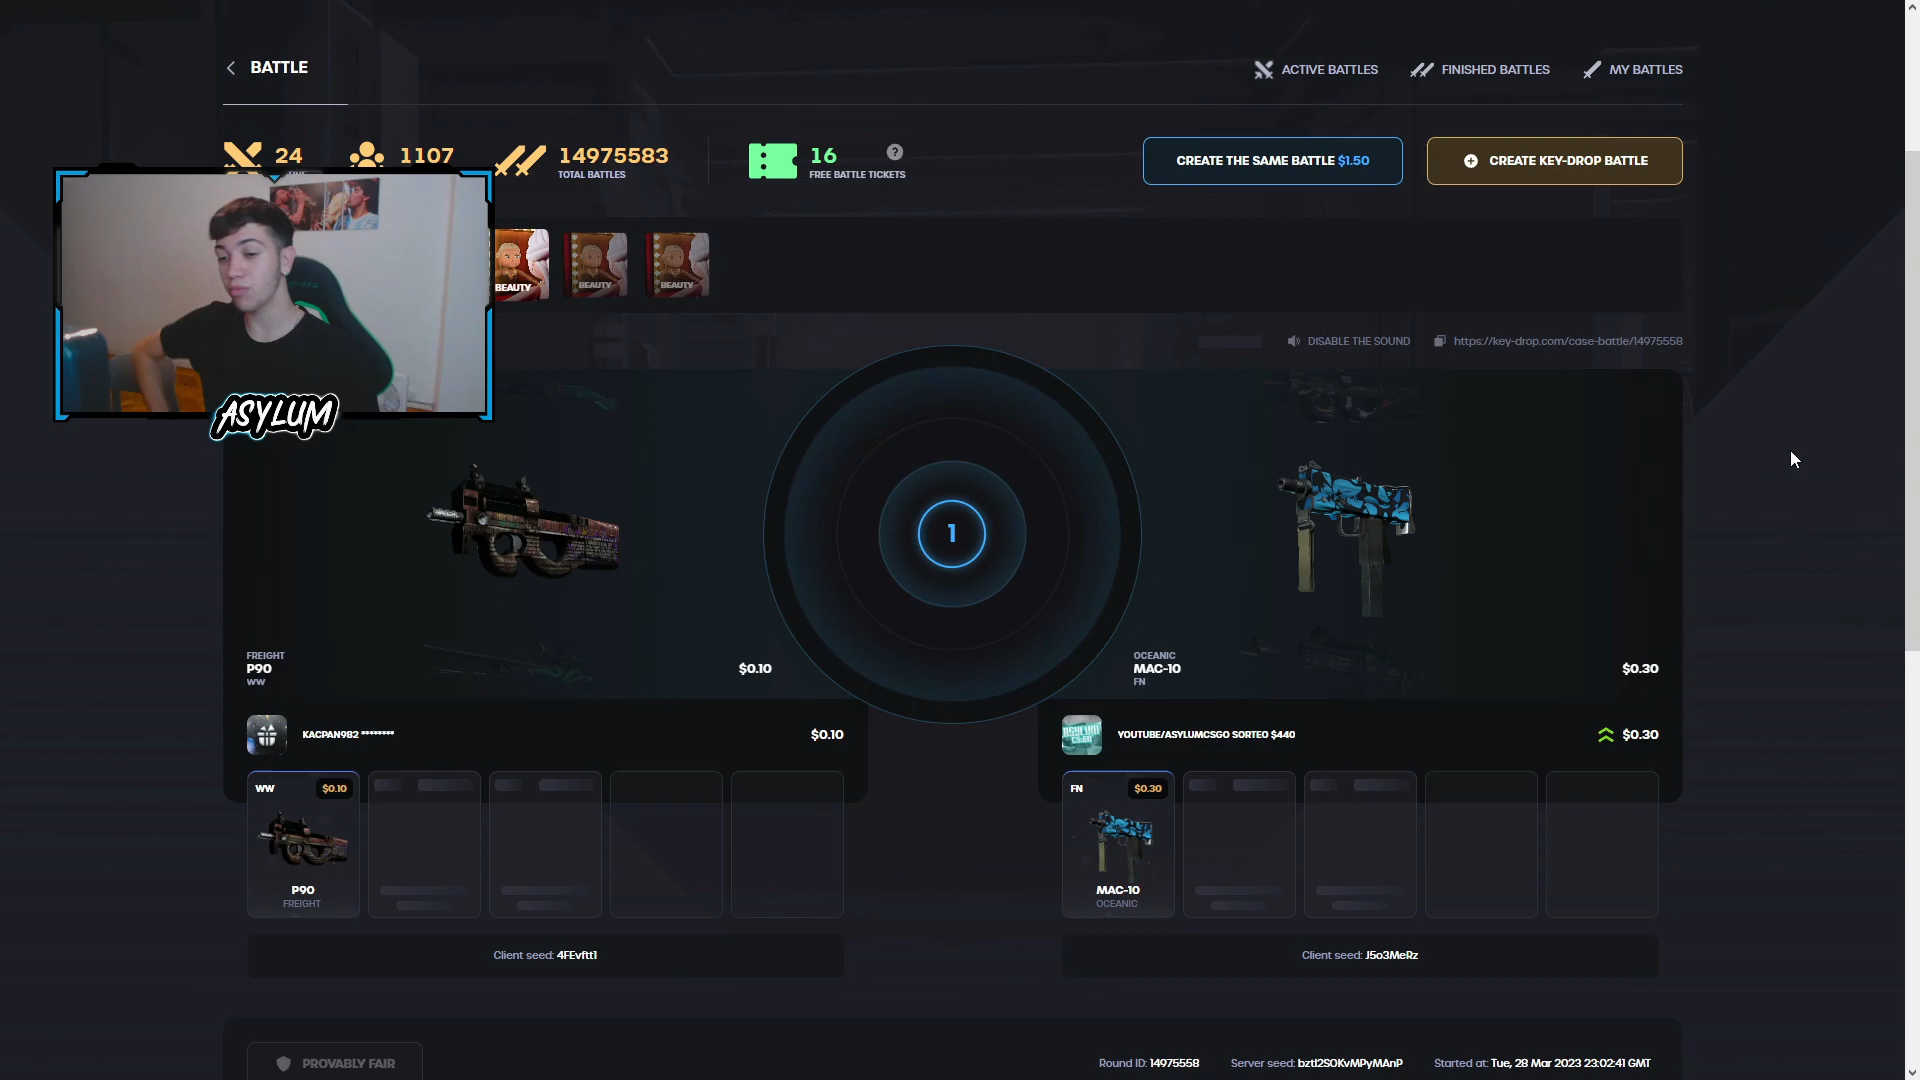 BATTLE
ACTIVE BATTLES
FINISHED BATTLES
MY BATTLES
24
1107
14975583
TOTAL BATTLES
16
FREE BATTLE TICKETS
?
CREATE THE SAME BATTLE $1.50
CREATE KEY-DROP BATTLE
BEAUTY
BEAUTY
BEAUTY
DISABLE THE SOUND
https://key-drop.com/case-battle/14975558
ASYLUM
1
FREIGHT
P90
WW
$0.10
OCEANIC
MAC-10
FN
$0.30
KACPAN982 ********
$0.10
YOUTUBE/ASYLUMCSGO SORTEO $440
$0.30
WW
$0.10
P90
FREIGHT
FN
$0.30
MAC-10
OCEANIC
Client seed: 4FEvftt1
Client seed: J5o3MeRz
PROVABLY FAIR
Round ID: 14975558
Server seed: bztl2SOKvMPyMAnP
Started at: Tue, 28 Mar 2023 23:02:41 GMT